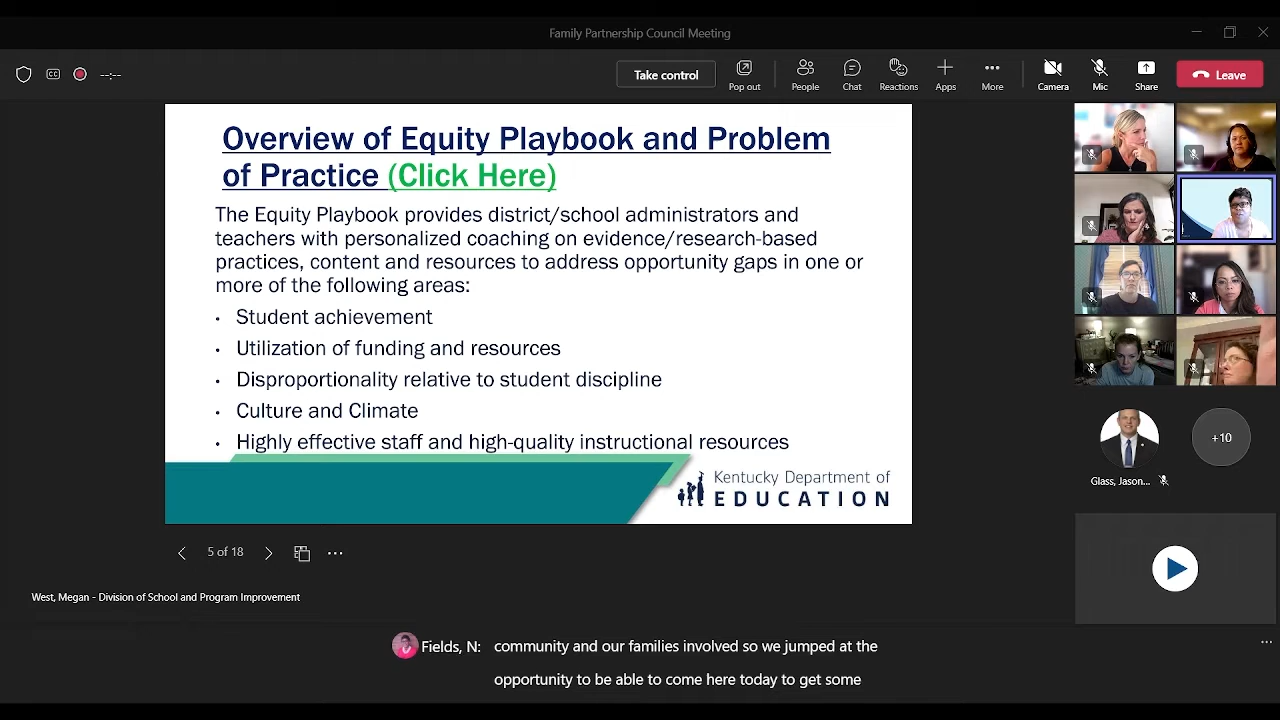 Family Partnership Council Meeting
CC
--:--
Take control
Pop out
People
Chat
Reactions
Apps
More
Camera
Mic
Share
Leave
Overview of Equity Playbook and Problem
of Practice (Click Here)
The Equity Playbook provides district/school administrators and
teachers with personalized coaching on evidence/research-based
practices, content and resources to address opportunity gaps in one or
more of the following areas:
• Student achievement
• Utilization of funding and resources
• Disproportionality relative to student discipline
• Culture and Climate
• Highly effective staff and high-quality instructional resources
Kentucky Department of
EDUCATION
Glass, Jason...
+10
5 of 18
West, Megan - Division of School and Program Improvement
Fields, N: community and our families involved so we jumped at the
opportunity to be able to come here today to get some